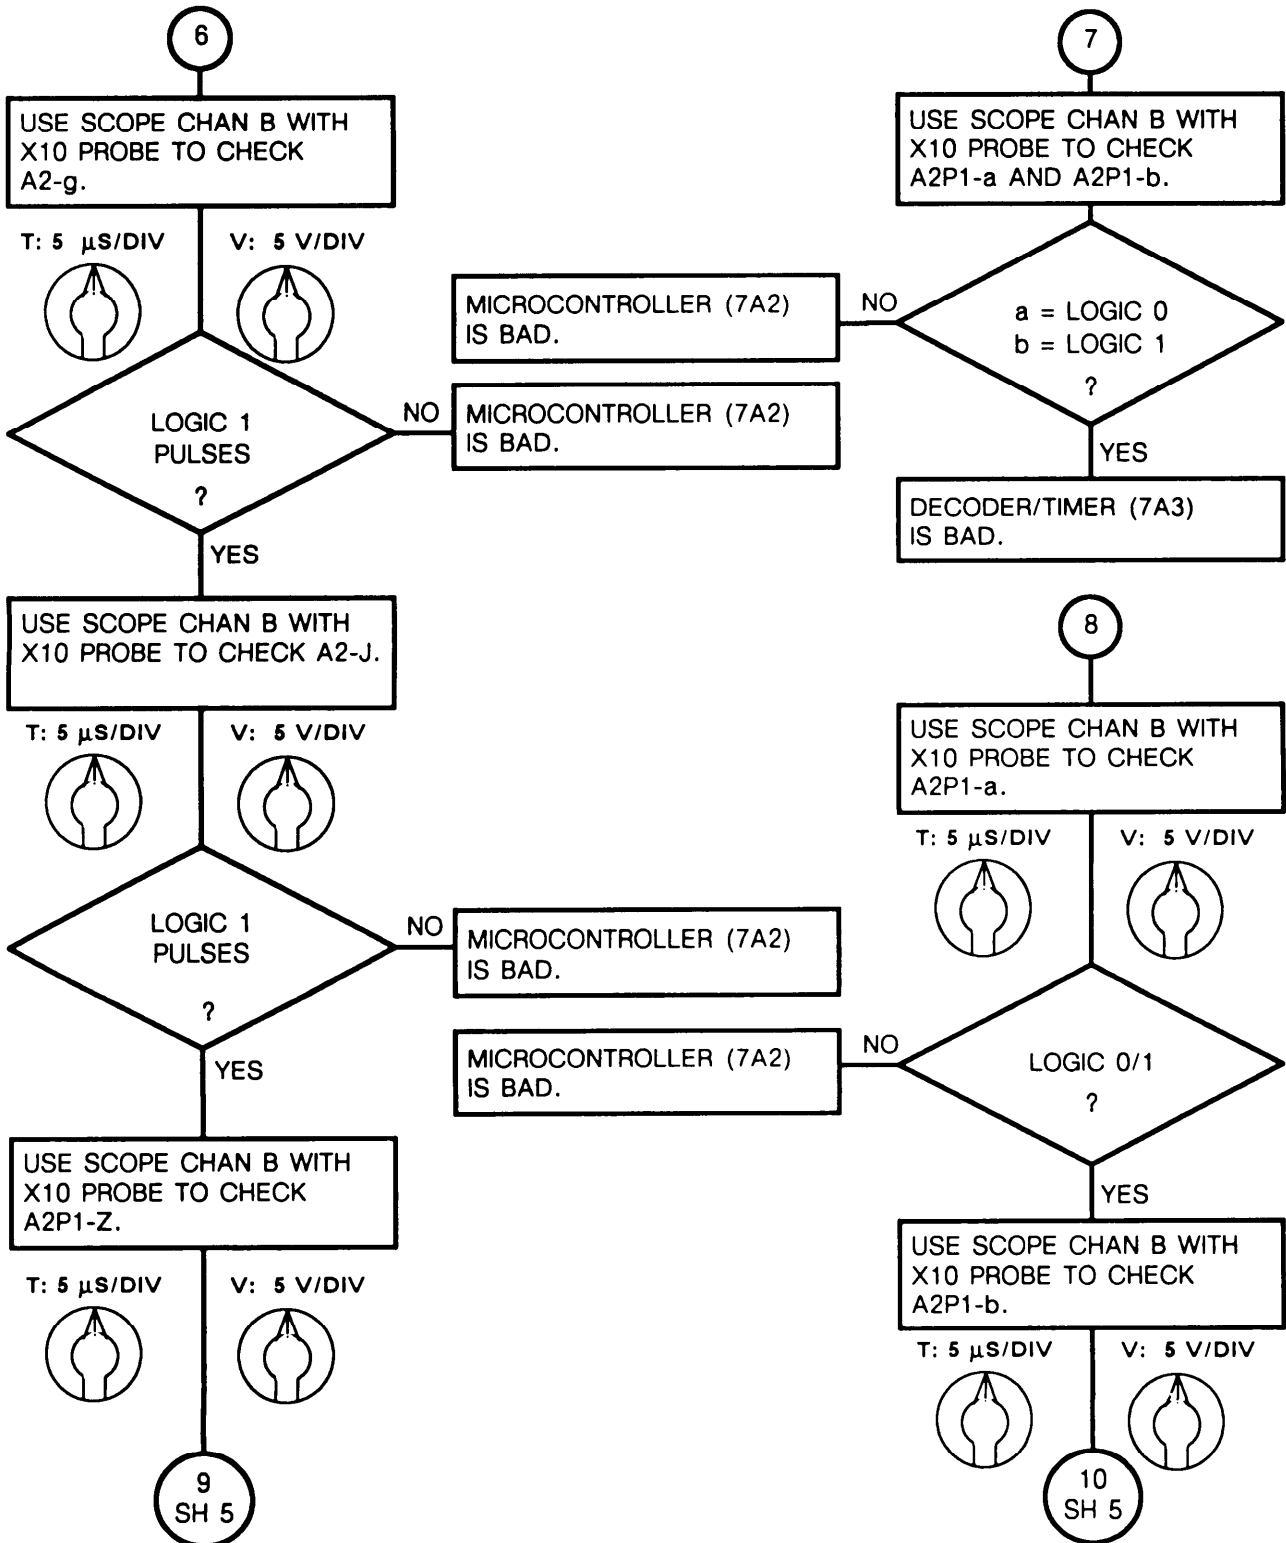 6
USE SCOPE CHAN B WITH
X10 PROBE TO CHECK
A2-g.
T: 5 µS/DIV
V: 5 V/DIV
LOGIC 1
PULSES
?
NO
MICROCONTROLLER (7A2)
IS BAD.
YES
USE SCOPE CHAN B WITH
X10 PROBE TO CHECK A2-J.
T: 5 µS/DIV
V: 5 V/DIV
LOGIC 1
PULSES
?
NO
MICROCONTROLLER (7A2)
IS BAD.
YES
USE SCOPE CHAN B WITH
X10 PROBE TO CHECK
A2P1-Z.
T: 5 µS/DIV
V: 5 V/DIV
9
SH 5
7
USE SCOPE CHAN B WITH
X10 PROBE TO CHECK
A2P1-a AND A2P1-b.
a = LOGIC 0
b = LOGIC 1
?
NO
MICROCONTROLLER (7A2)
IS BAD.
YES
DECODER/TIMER (7A3)
IS BAD.
8
USE SCOPE CHAN B WITH
X10 PROBE TO CHECK
A2P1-a.
T: 5 µS/DIV
V: 5 V/DIV
LOGIC 0/1
?
NO
MICROCONTROLLER (7A2)
IS BAD.
YES
USE SCOPE CHAN B WITH
X10 PROBE TO CHECK
A2P1-b.
T: 5 µS/DIV
V: 5 V/DIV
10
SH 5